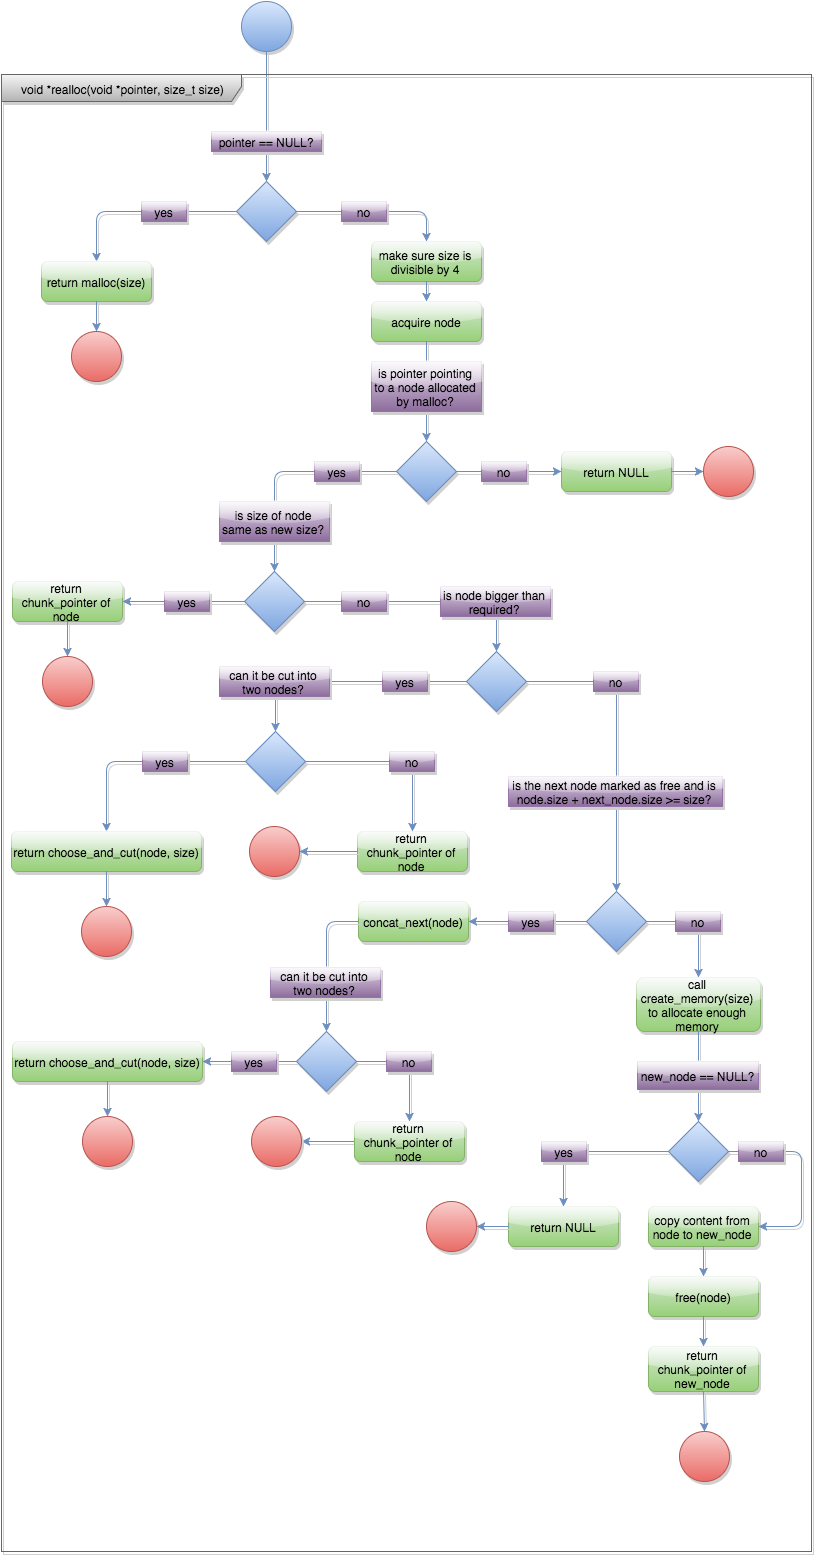 void *realloc(void *pointer, size_t size)
pointer == NULL?
yes
no
return malloc(size)
make sure size is
divisible by 4
acquire node
is pointer pointing
to a node allocated
by malloc?
yes
no
return NULL
is size of node
same as new size?
return
chunk_pointer of
node
yes
no
is node bigger than
required?
can it be cut into
two nodes?
yes
no
yes
no
is the next node marked as free and is
node.size + next_node.size >= size?
return choose_and_cut(node, size)
return
chunk_pointer of
node
concat_next(node)
yes
no
can it be cut into
two nodes?
call
create_memory(size)
to allocate enough
memory
return choose_and_cut(node, size)
yes
no
new_node == NULL?
return
chunk_pointer of
node
yes
no
return NULL
copy content from
node to new_node
free(node)
return
chunk_pointer of
new_node